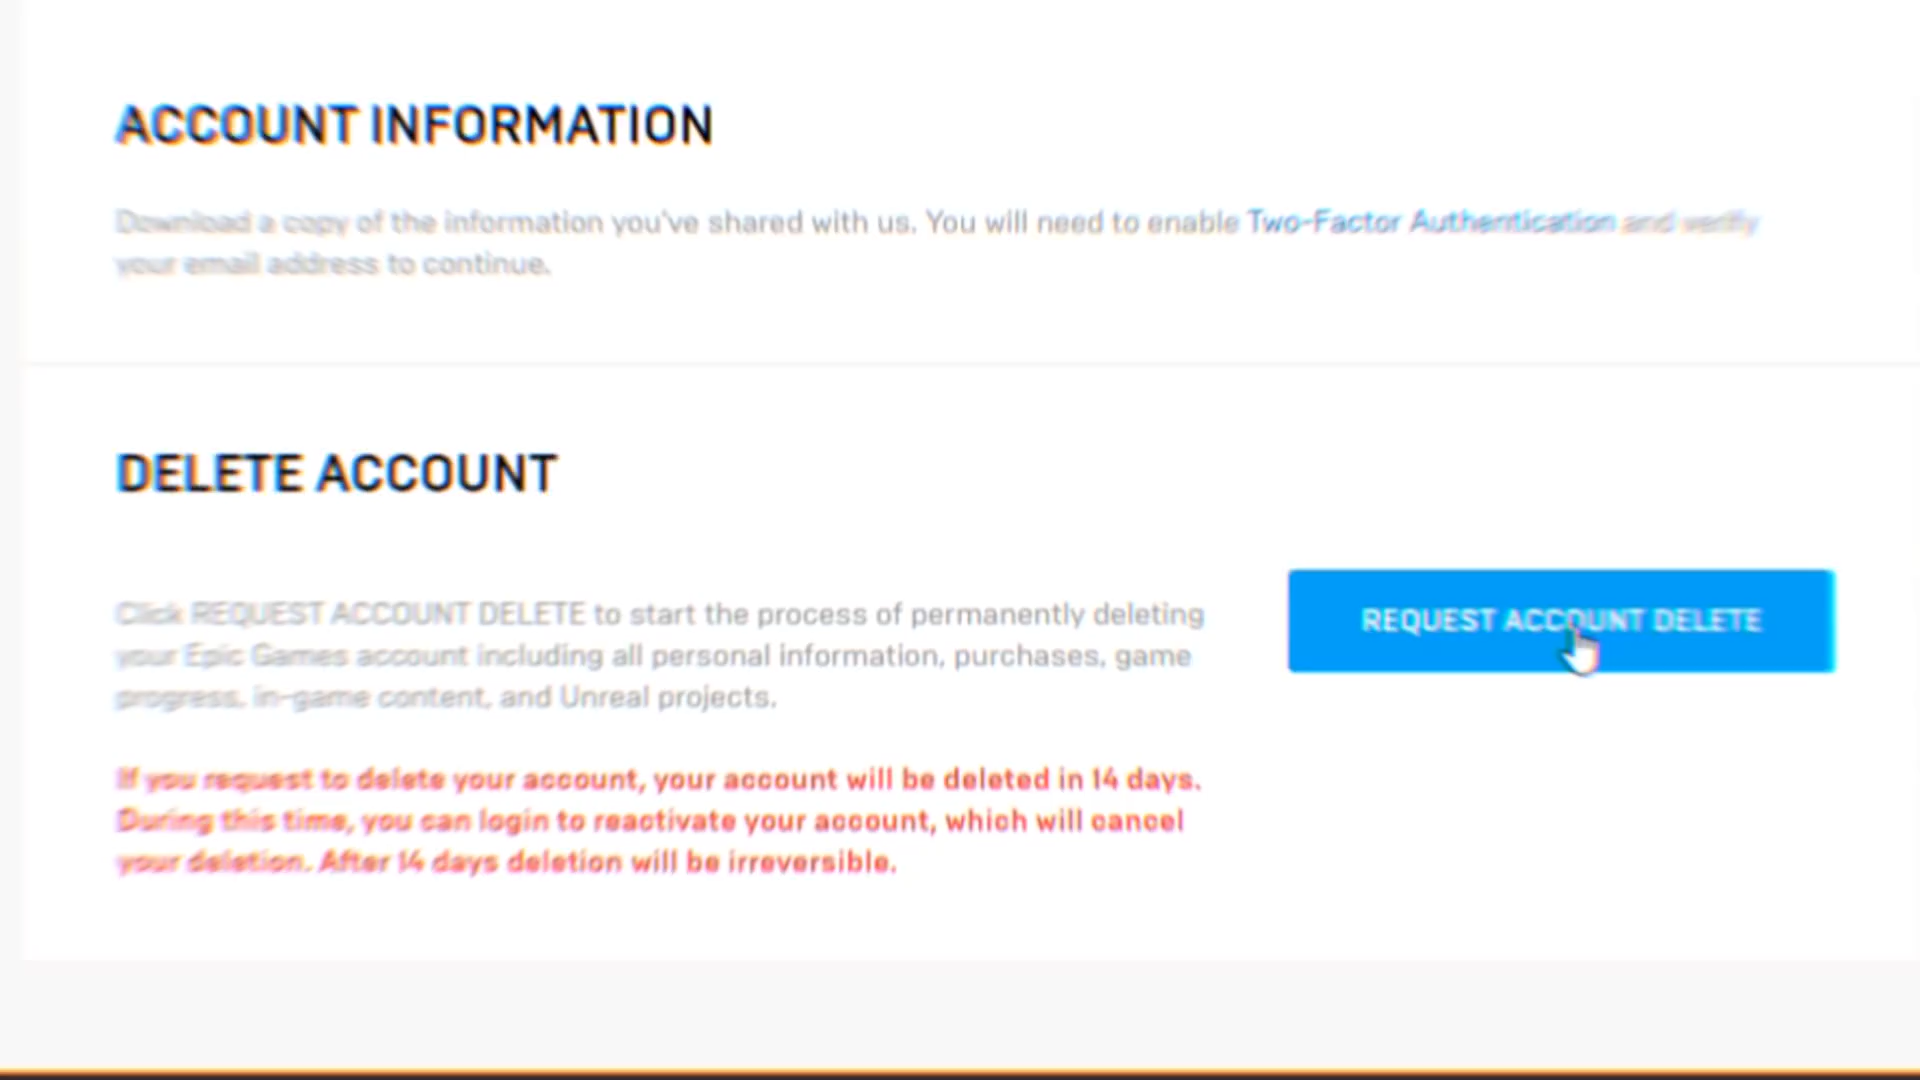 ACCOUNT INFORMATION
Download a copy of the information you've shared with us. You will need to enable Two-Factor Authentication and verify
your email address to continue.
DELETE ACCOUNT
Click REQUEST ACCOUNT DELETE to start the process of permanently deleting
your Epic Games account including all personal information, purchases, game
progress, in-game content, and Unreal projects.
REQUEST ACCOUNT DELETE
If you request to delete your account, your account will be deleted in 14 days.
During this time, you can login to reactivate your account, which will cancel
your deletion. After 14 days deletion will be irreversible.